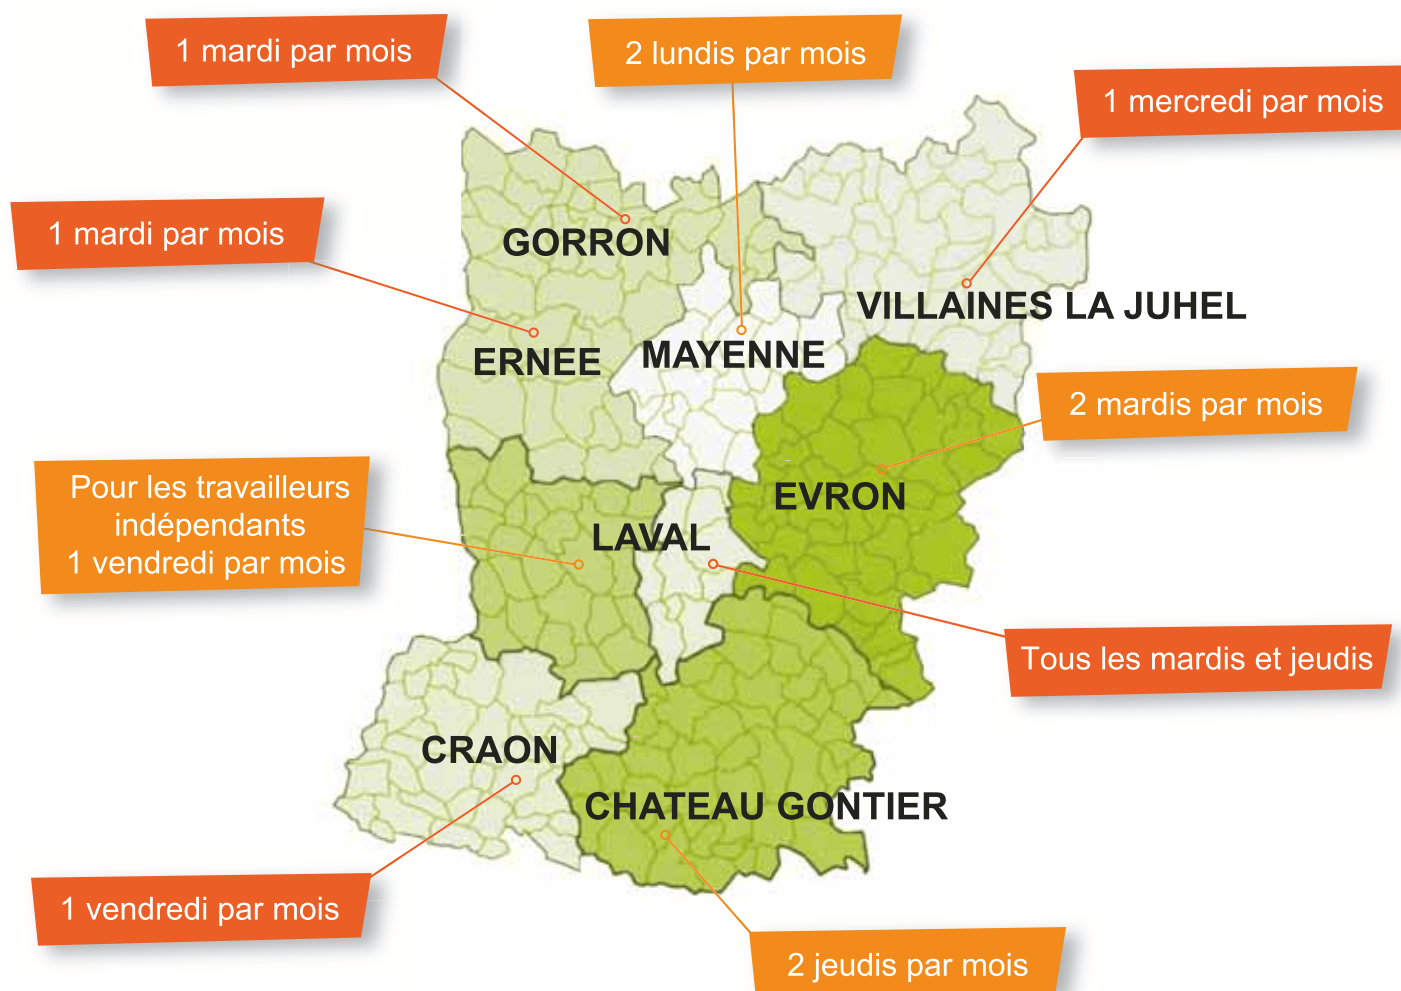 1 mardi par mois
2 lundis par mois
1 mercredi par mois
1 mardi par mois
GORRON
VILLAINES LA JUHEL
MAYENNE
ERNEE
2 mardis par mois
Pour les travailleurs
indépendants
1 vendredi par mois
EVRON
LAVAL
Tous les mardis et jeudis
CRAON
CHATEAU GONTIER
1 vendredi par mois
2 jeudis par mois